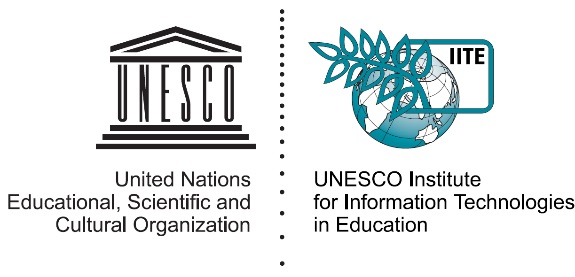 UNESCO
United Nations
Educational, Scientific and
Cultural Organization
IITE
UNESCO Institute
for Information Technologies
in Education